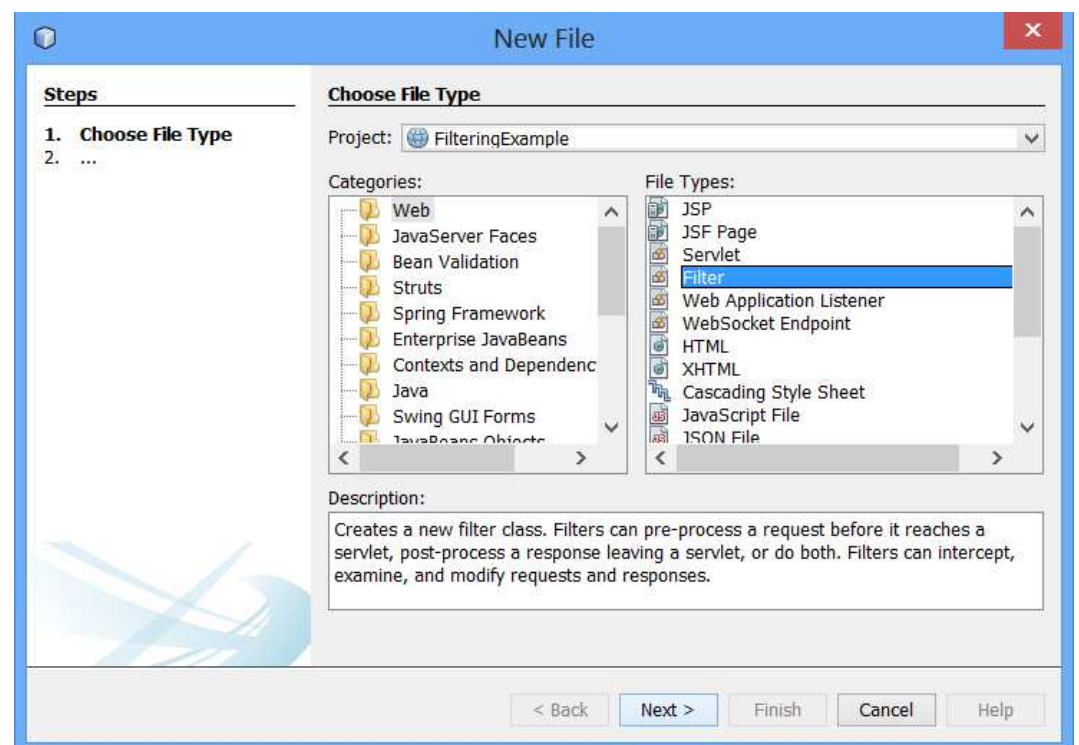 New File
Steps
1. Choose File Type
2. ...
Choose File Type
Project: FilteringExample
Categories:
Web
JavaServer Faces
Bean Validation
Struts
Spring Framework
Enterprise JavaBeans
Contexts and Dependenc
Java
Swing GUI Forms
JavaBeans Objects
File Types:
JSP
JSF Page
Servlet
Filter
Web Application Listener
WebSocket Endpoint
HTML
XHTML
Cascading Style Sheet
JavaScript File
JSON File
Description:
Creates a new filter class. Filters can pre-process a request before it reaches a
servlet, post-process a response leaving a servlet, or do both. Filters can intercept,
examine, and modify requests and responses.
< Back
Next >
Finish
Cancel
Help